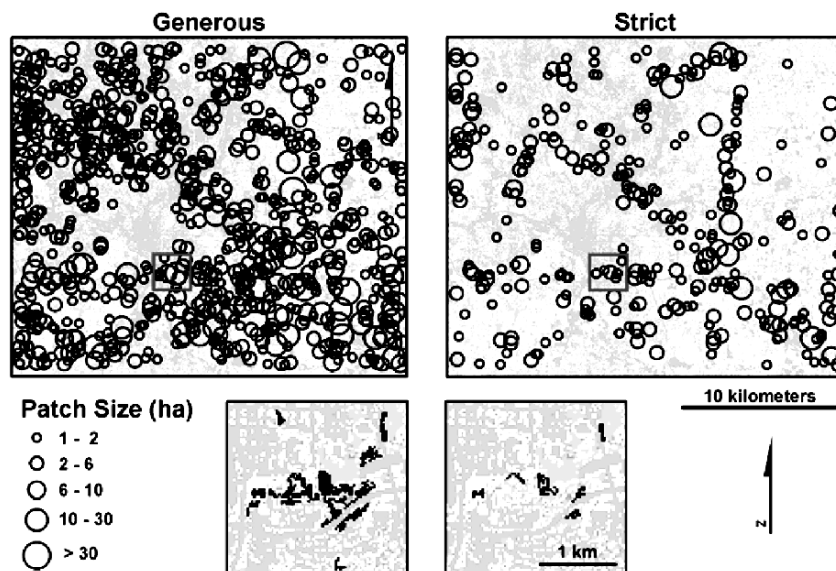 Generous
Strict
Patch Size (ha)
1 - 2
2 - 6
6 - 10
10 - 30
> 30
10 kilometers
N
1 km